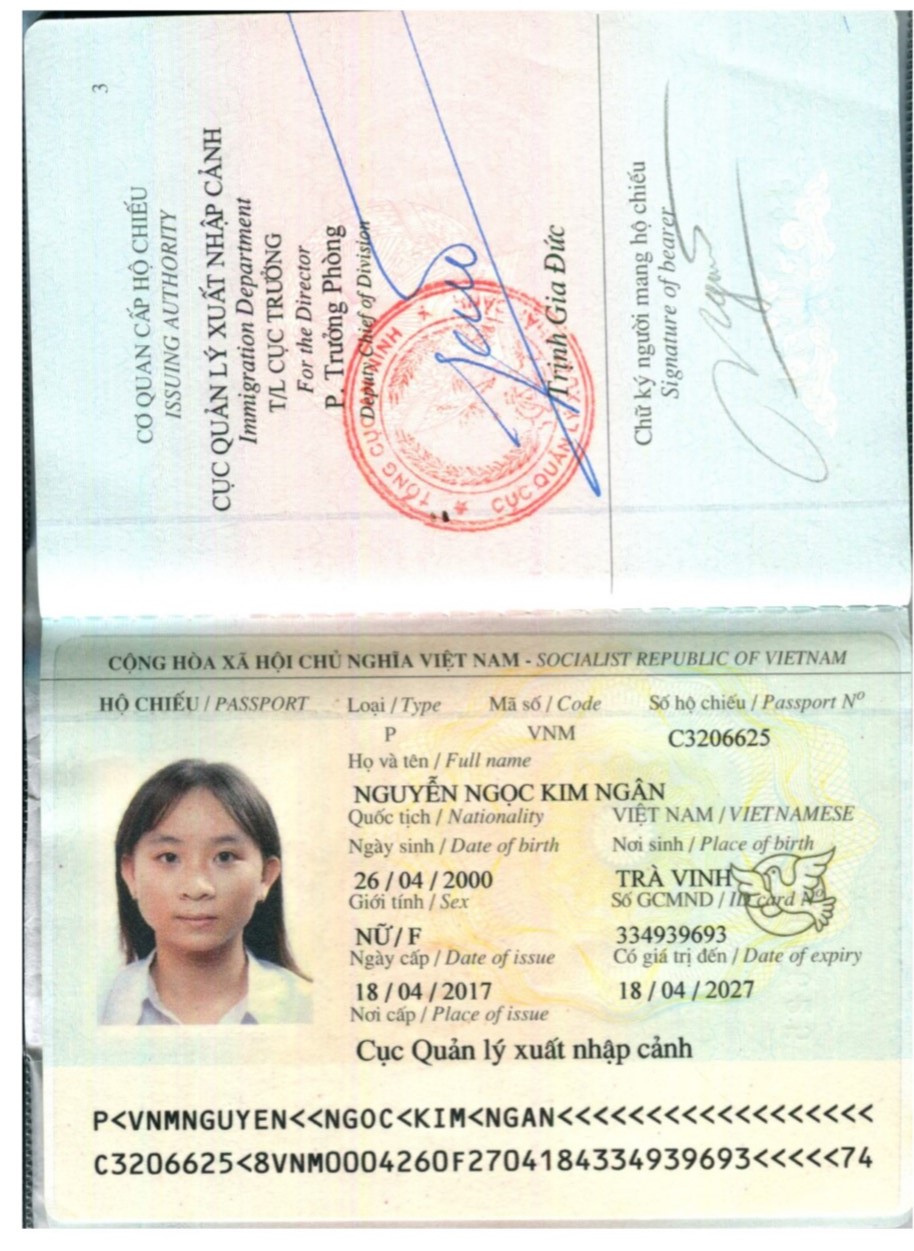 3
CƠ QUAN CẤP HỘ CHIẾU
ISSUING AUTHORITY
CỤC QUẢN LÝ XUẤT NHẬP CẢNH
Immigration Department
T/L CỤC TRƯỞNG
For the Director
P. Trưởng Phòng
Deputy Chief of Division
TỔNG CỤC AN NINH
CỤC QUẢN LÝ
Trịnh Gia Đức
Chữ ký người mang hộ chiếu
Signature of bearer
Ngân
CỘNG HÒA XÃ HỘI CHỦ NGHĨA VIỆT NAM - SOCIALIST REPUBLIC OF VIETNAM
HỘ CHIẾU / PASSPORT Loại / Type Mã số / Code Số hộ chiếu / Passport Nº
P VNM C3206625
Họ và tên / Full name
NGUYỄN NGỌC KIM NGÂN
Quốc tịch / Nationality VIỆT NAM / VIETNAMESE
Ngày sinh / Date of birth Nơi sinh / Place of birth
26 / 04 / 2000 TRÀ VINH
Giới tính / Sex Số GCMND / ID card Nº
NỮ / F 334939693
Ngày cấp / Date of issue Có giá trị đến / Date of expiry
18 / 04 / 2017 18 / 04 / 2027
Nơi cấp / Place of issue
Cục Quản lý xuất nhập cảnh
P<VNMNGUYEN<<NGOC<KIM<NGAN<<<<<<<<<<<<<<<<<<
C3206625<8VNM0004260F2704184334939693<<<<<74